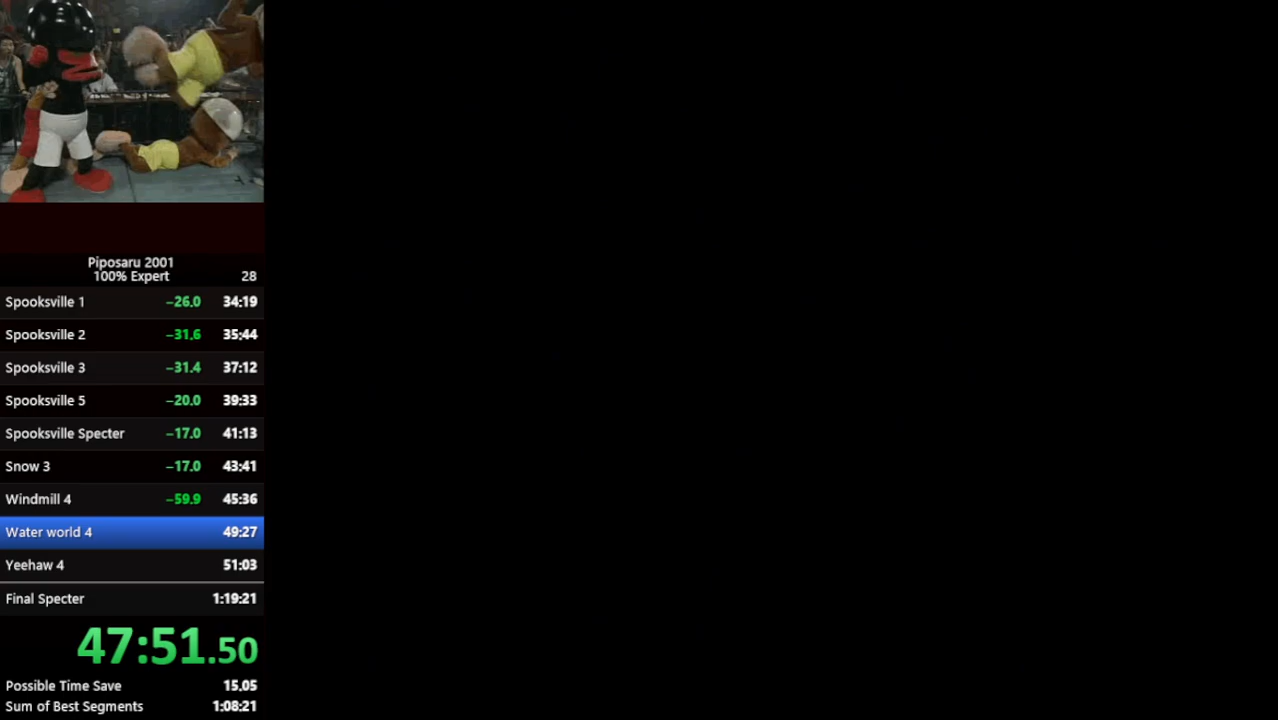 Piposaru 2001
100% Expert 28
Spooksville 1 −26.0 34:19
Spooksville 2 −31.6 35:44
Spooksville 3 −31.4 37:12
Spooksville 5 −20.0 39:33
Spooksville Specter −17.0 41:13
Snow 3 −17.0 43:41
Windmill 4 −59.9 45:36
Water world 4 49:27
Yeehaw 4 51:03
Final Specter 1:19:21
47:51.50
Possible Time Save 15.05
Sum of Best Segments 1:08:21